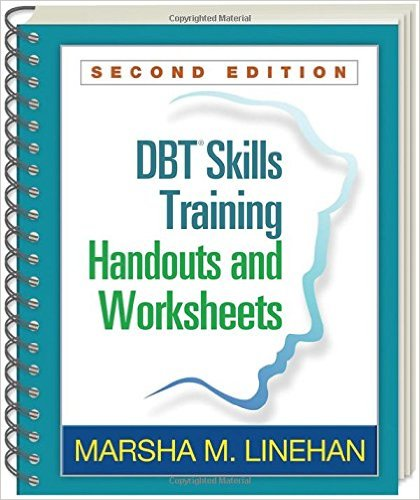 Copyrighted Material
SECOND EDITION
DBT® Skills
Training
Handouts and
Worksheets
MARSHA M. LINEHAN
Copyrighted Material